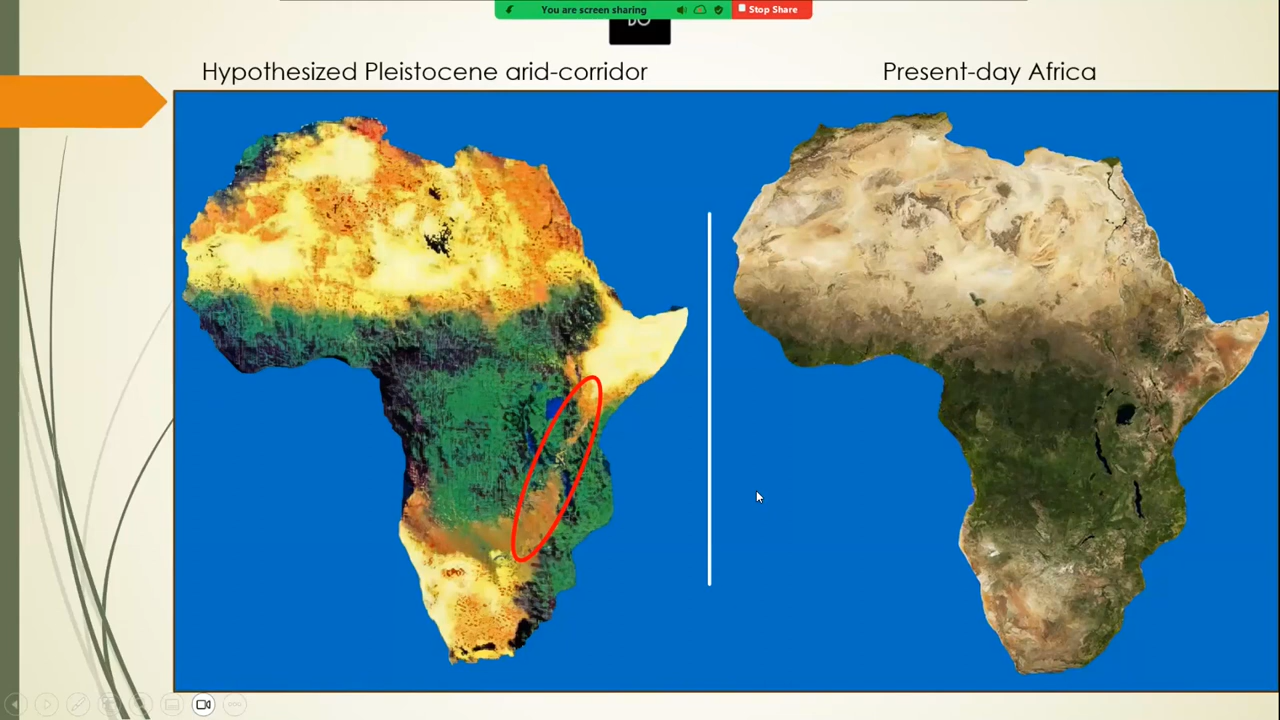 You are screen sharing
Stop Share
Hypothesized Pleistocene arid-corridor
Present-day Africa